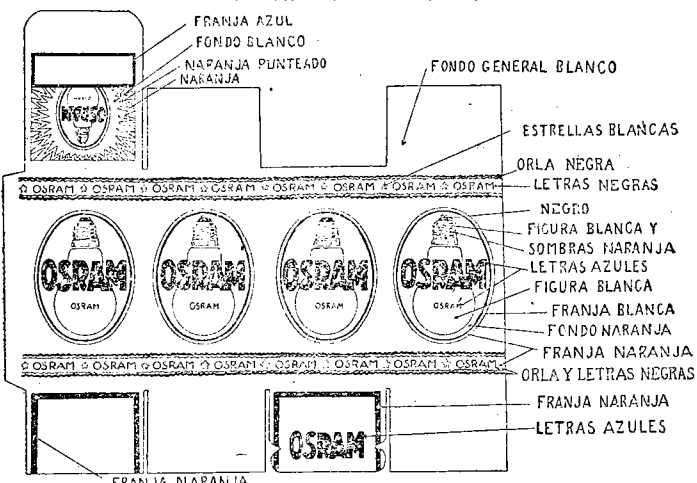 FRANJA AZUL
FONDO BLANCO
NARANJA PUNTEADO
NARANJA
FONDO GENERAL BLANCO
OSRAM
ESTRELLAS BLANCAS
ORLA NEGRA
LETRAS NEGRAS
☆ OSRAM ☆ OSRAM ☆ OSRAM ☆ OSRAM ☆ OSRAM ☆ OSRAM ☆ OSRAM ☆ OSRAM
NEGRO
FIGURA BLANCA Y
SOMBRAS NARANJA
OSRAM OSRAM OSRAM OSRAM
LETRAS AZULES
FIGURA BLANCA
OSRAM OSRAM OSRAM OSRAM
FRANJA BLANCA
FONDO NARANJA
FRANJA NARANJA
☆ OSRAM ☆ OSRAM ☆ OSRAM ☆ OSRAM ☆ OSRAM ☆ OSRAM ☆ OSRAM ☆ OSRAM
ORLA Y LETRAS NEGRAS
FRANJA NARANJA
LETRAS AZULES
OSRAM
FRANJA NARANJA